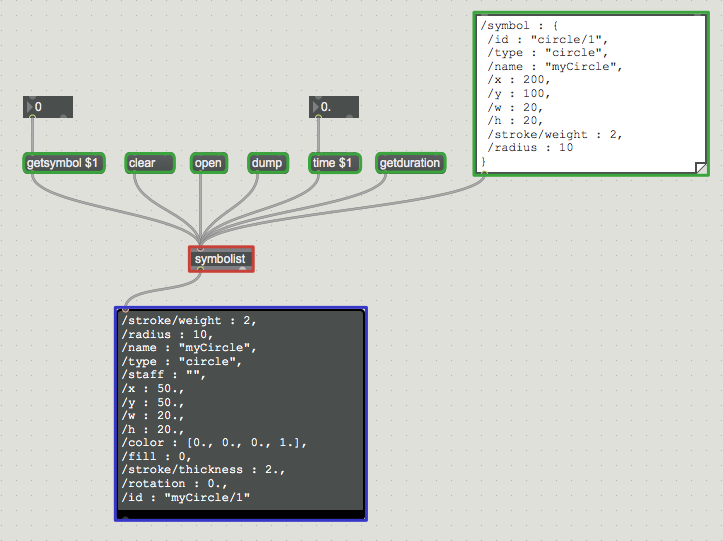 /symbol : {
/id : "circle/1",
/type : "circle",
/name : "myCircle",
/x : 200,
/y : 100,
/w : 20,
/h : 20,
/stroke/weight : 2,
/radius : 10
}
0
0.
getsymbol $1
clear
open
dump
time $1
getduration
symbolist
/stroke/weight : 2,
/radius : 10,
/name : "myCircle",
/type : "circle",
/staff : "",
/x : 50.,
/y : 50.,
/w : 20.,
/h : 20.,
/color : [0., 0., 0., 1.],
/fill : 0,
/stroke/thickness : 2.,
/rotation : 0.,
/id : "myCircle/1"